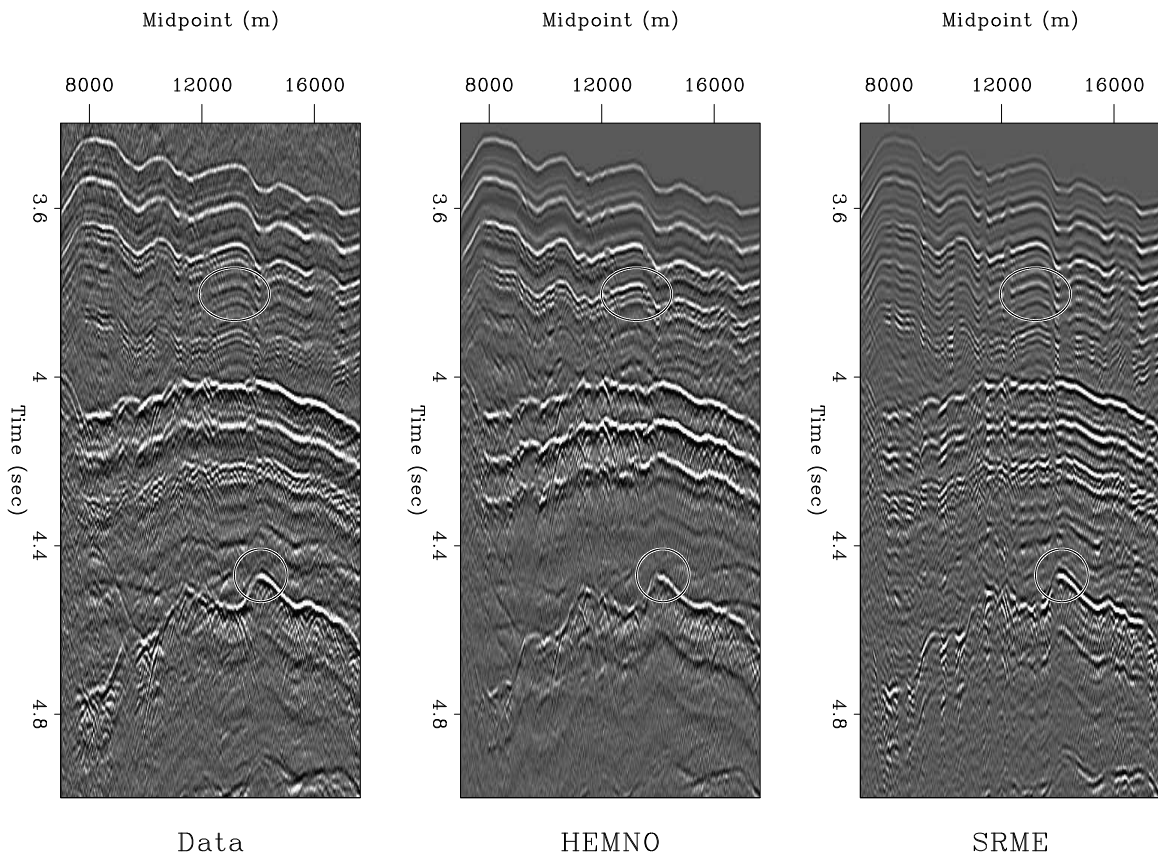 Midpoint (m) Midpoint (m) Midpoint (m)
8000 12000 16000 8000 12000 16000 8000 12000 16000
3.6 3.6 3.6
4 4 4
Time (sec) Time (sec) Time (sec)
4.4 4.4 4.4
4.8 4.8 4.8
Data HEMNO SRME